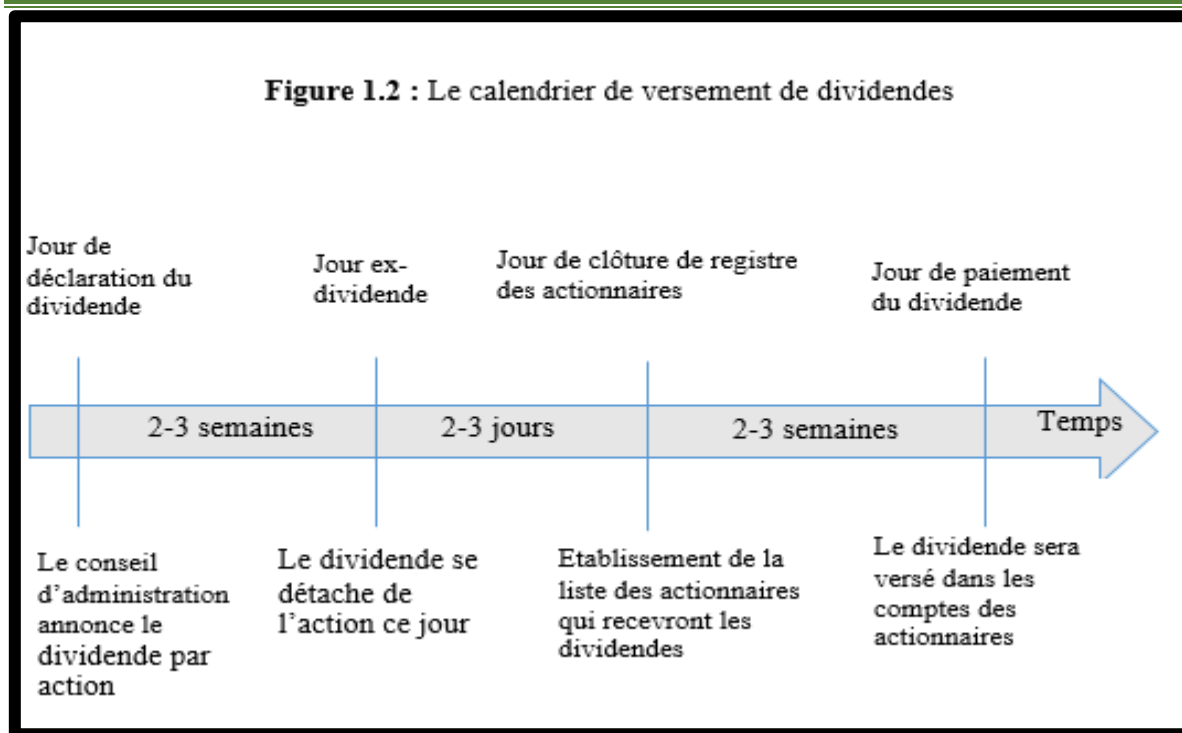 Figure 1.2 : Le calendrier de versement de dividendes
Jour de
déclaration du
dividende
Jour ex-
dividende
Jour de clôture de registre
des actionnaires
Jour de paiement
du dividende
2-3 semaines
2-3 jours
2-3 semaines
Temps
Le conseil
d’administration
annonce le
dividende par
action
Le dividende se
détache de
l’action ce jour
Etablissement de la
liste des actionnaires
qui recevront les
dividendes
Le dividende sera
versé dans les
comptes des
actionnaires